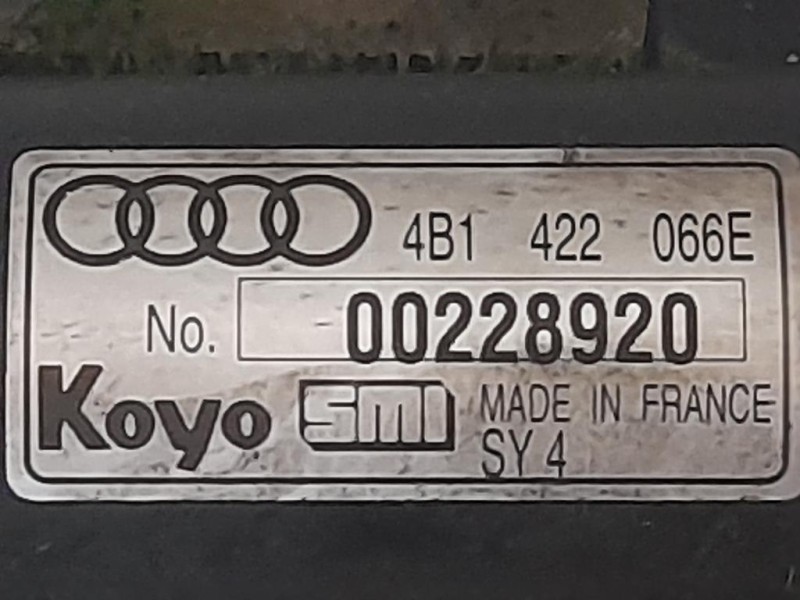 4B1 422 066E
No. 00228920
Koyo SMI MADE IN FRANCE
SY 4